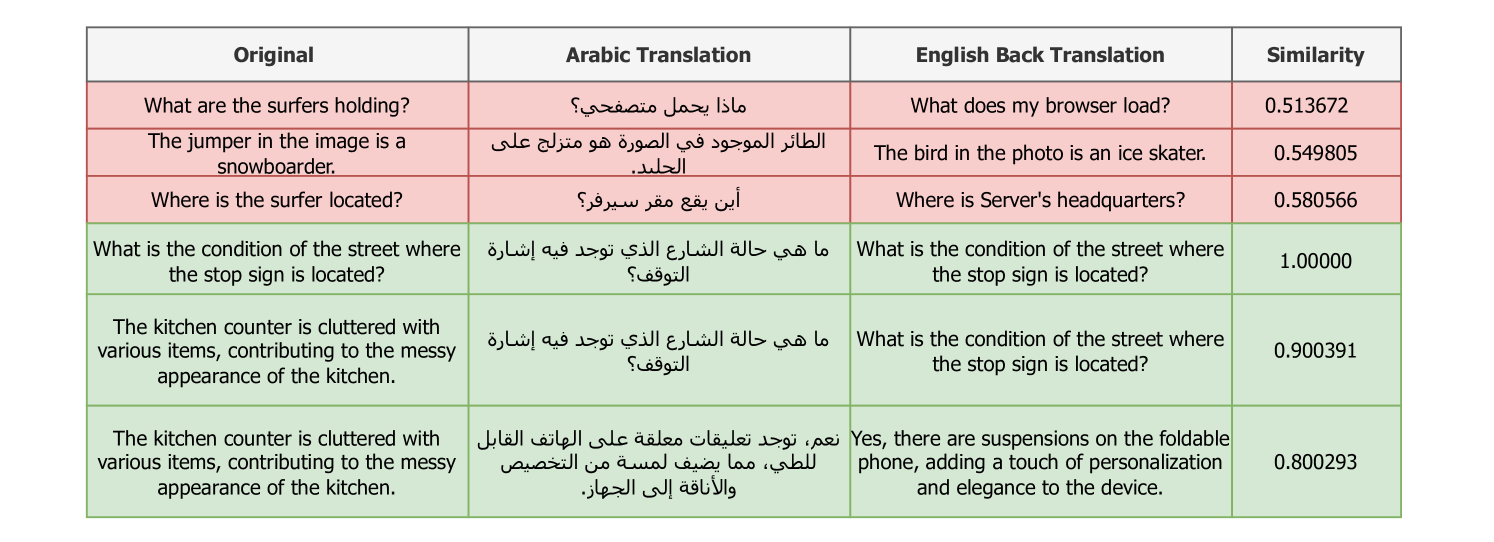 Original
Arabic Translation
English Back Translation
Similarity
What are the surfers holding?
ماذا يحمل متصفحي؟
What does my browser load?
0.513672
The jumper in the image is a
snowboarder.
الطائر الموجود في الصورة هو متزلج على
الجليد.
The bird in the photo is an ice skater.
0.549805
Where is the surfer located?
أين يقع مقر سيرفر؟
Where is Server's headquarters?
0.580566
What is the condition of the street where
the stop sign is located?
ما هي حالة الشارع الذي توجد فيه إشارة
التوقف؟
What is the condition of the street where
the stop sign is located?
1.00000
The kitchen counter is cluttered with
various items, contributing to the messy
appearance of the kitchen.
ما هي حالة الشارع الذي توجد فيه إشارة
التوقف؟
What is the condition of the street where
the stop sign is located?
0.900391
The kitchen counter is cluttered with
various items, contributing to the messy
appearance of the kitchen.
نعم، توجد تعليقات معلقة على الهاتف القابل
للطي، مما يضيف لمسة من التخصيص
والأناقة إلى الجهاز.
Yes, there are suspensions on the foldable
phone, adding a touch of personalization
and elegance to the device.
0.800293